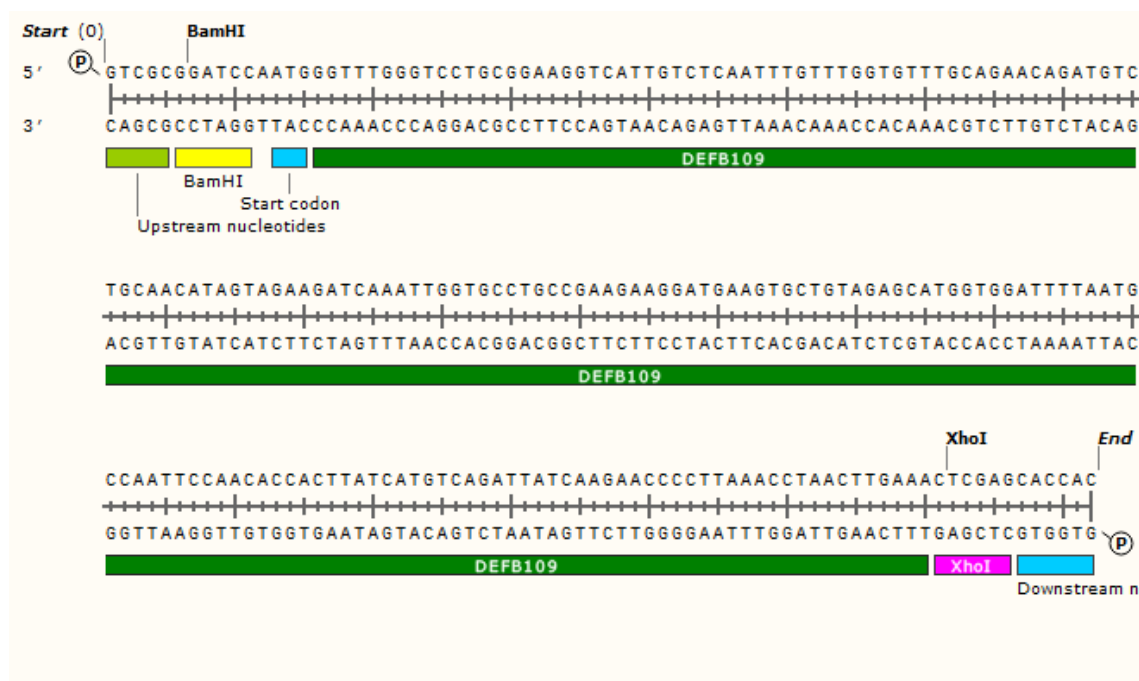 Start (0) BamHI
P
5′ GTCGCGGATCCAATGGGTTTGGGTCCTGCGGAAGGTCATTGTCTCAATTTGTTTGGTGTTTGCAGAACAGATGTC
3′ CAGCGCCTAGGTTACCCAAACCCAGGACGCCTTCCAGTAACAGAGTTAAACAAACCACAAACGTCTTGTCTACAG
DEFB109
BamHI
Start codon
Upstream nucleotides
TGCAACATAGTAGAAGATCAAATTGGTGCCTGCCGAAGAAGGATGAAGTGCTGTAGAGCATGGTGGATTTTAATG
ACGTTGTATCATCTTCTAGTTTAACCACGGACGGCTTCTTCCTACTTCACGACATCTCGTACCACCTAAAATTAC
DEFB109
XhoI End
CCAATTCCAACACCACTTATCATGTCAGATTATCAAGAACCCCTTAAACCTAACTTGAAACTCGAGCACCAC
GGTTAAGGTTGTGGTGAATAGTACAGTCTAATAGTTCTTGGGGAATTTGGATTGAACTTTGAGCTCGTGGTG
P
DEFB109 XhoI
Downstream n